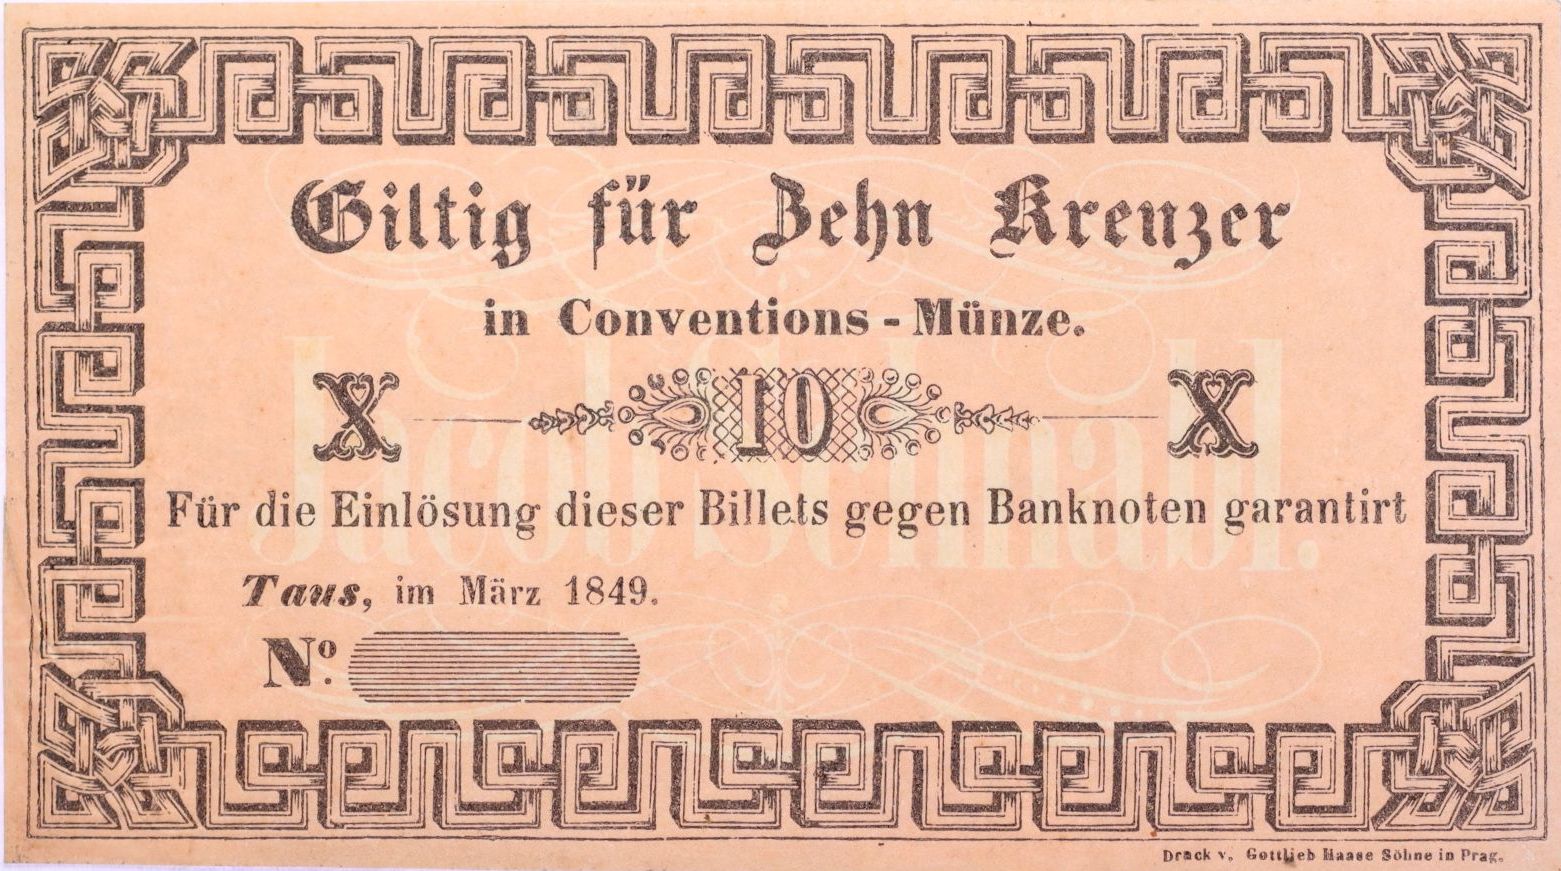 Giltig für Zehn Kreuzer
in Conventions-Münze.
X 10 X
Jacob Schnabl.
Für die Einlösung dieser Billets gegen Banknoten garantirt
Taus, im März 1849.
No.
Druck v. Gottlieb Haase Söhne in Prag.